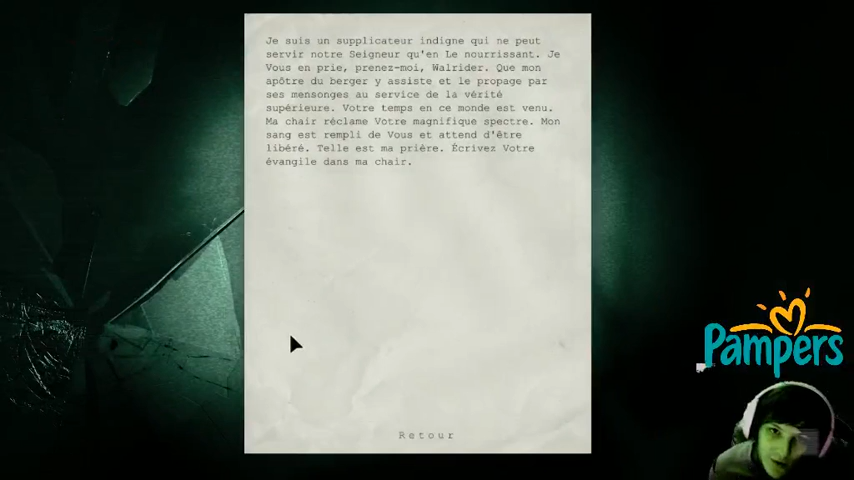 Je suis un supplicateur indigne qui ne peut
servir notre Seigneur qu'en Le nourrissant. Je
Vous en prie, prenez-moi, Walrider. Que mon
apôtre du berger y assiste et le propage par
ses mensonges au service de la vérité
supérieure. Votre temps en ce monde est venu.
Ma chair réclame Votre magnifique spectre. Mon
sang est rempli de Vous et attend d'être
libéré. Telle est ma prière. Écrivez Votre
évangile dans ma chair.
Retour
Pampers